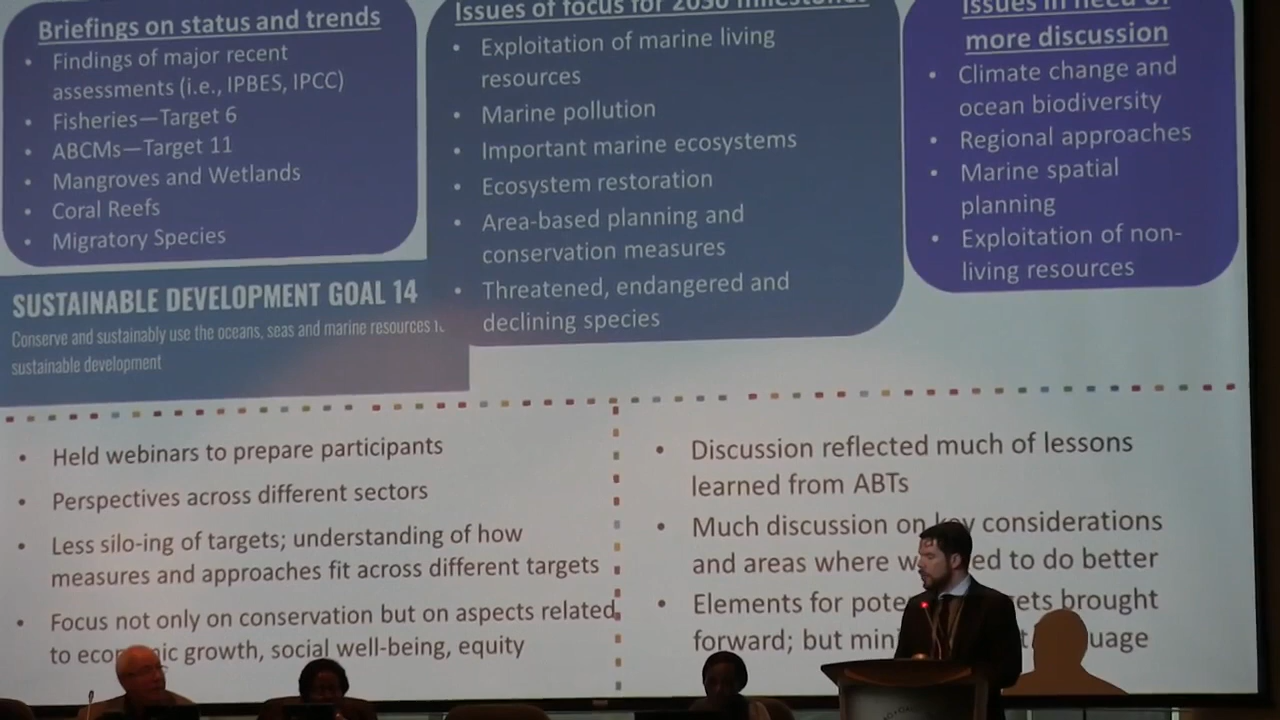 Briefings on status and trends
• Findings of major recent
assessments (i.e., IPBES, IPCC)
• Fisheries—Target 6
• ABCMs—Target 11
• Mangroves and Wetlands
• Coral Reefs
• Migratory Species
Issues of focus for 2030 milestones
• Exploitation of marine living
resources
• Marine pollution
• Important marine ecosystems
• Ecosystem restoration
• Area-based planning and
conservation measures
• Threatened, endangered and
declining species
Issues in need of
more discussion
• Climate change and
ocean biodiversity
• Regional approaches
• Marine spatial
planning
• Exploitation of non-
living resources
SUSTAINABLE DEVELOPMENT GOAL 14
Conserve and sustainably use the oceans, seas and marine resources
sustainable development
• Held webinars to prepare participants
• Perspectives across different sectors
• Less silo-ing of targets; understanding of how
measures and approaches fit across different targets
• Focus not only on conservation but on aspects related
to economic growth, social well-being, equity
• Discussion reflected much of lessons
learned from ABTs
• Much discussion on key considerations
and areas where we need to do better
• Elements for brought
forward; but